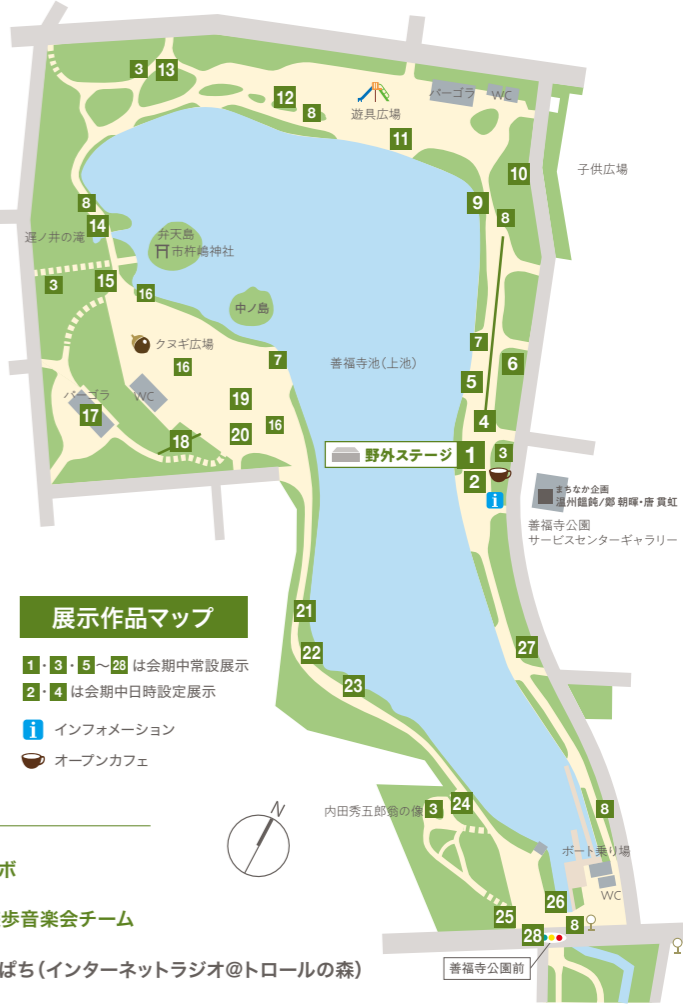 3 13
12
8
遊具広場
11
パーゴラ
WC
10
子供広場
9
8
8
14
遅ノ井の滝
弁天島
市杵嶋神社
3
15
16
中ノ島
クヌギ広場
16
7
善福寺池(上池)
7
6
5
4
パーゴラ
WC
17
19
18
20
16
野外ステージ 1
3
2
i
まちなか企画
温州饂飩/鄭 朝暉・唐 貫虹
善福寺公園
サービスセンターギャラリー
21
22
23
27
展示作品マップ
1・3・5〜28 は会期中常設展示
2・4 は会期中日時設定展示
i インフォメーション
オープンカフェ
N
内田秀五郎翁の像 3 24
8
ボート乗り場
WC
26
25
8
28
善福寺公園前
ボ
歩音楽会チーム
ぱち(インターネットラジオ@トロールの森)